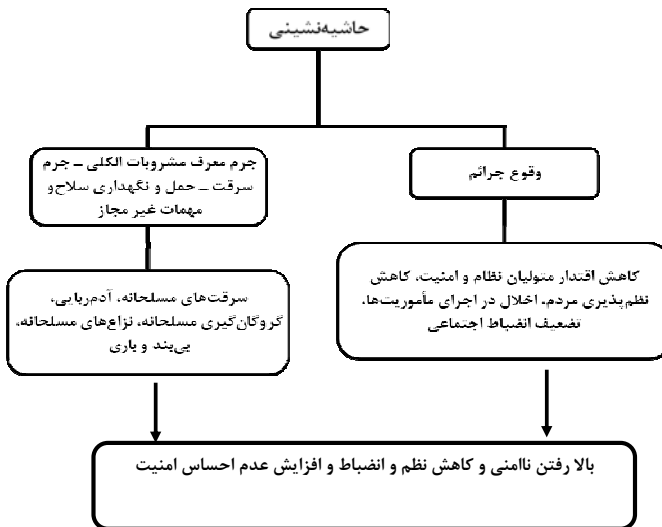 حاشیه‌نشینی
وقوع جرائم
جرم مصرف مشروبات الکلی – جرم
سرقت – حمل و نگهداری سلاح و
مهمات غیر مجاز
کاهش اقتدار متولیان نظام و امنیت، کاهش
نظم‌پذیری مردم، اخلال در اجرای مأموریت‌ها،
تضعیف انضباط اجتماعی
سرقت‌های مسلحانه، آدم‌ربایی،
گروگان‌گیری مسلحانه، نزاع‌های مسلحانه،
بی‌بند و باری
بالا رفتن ناامنی و کاهش نظم و انضباط و افزایش عدم احساس امنیت